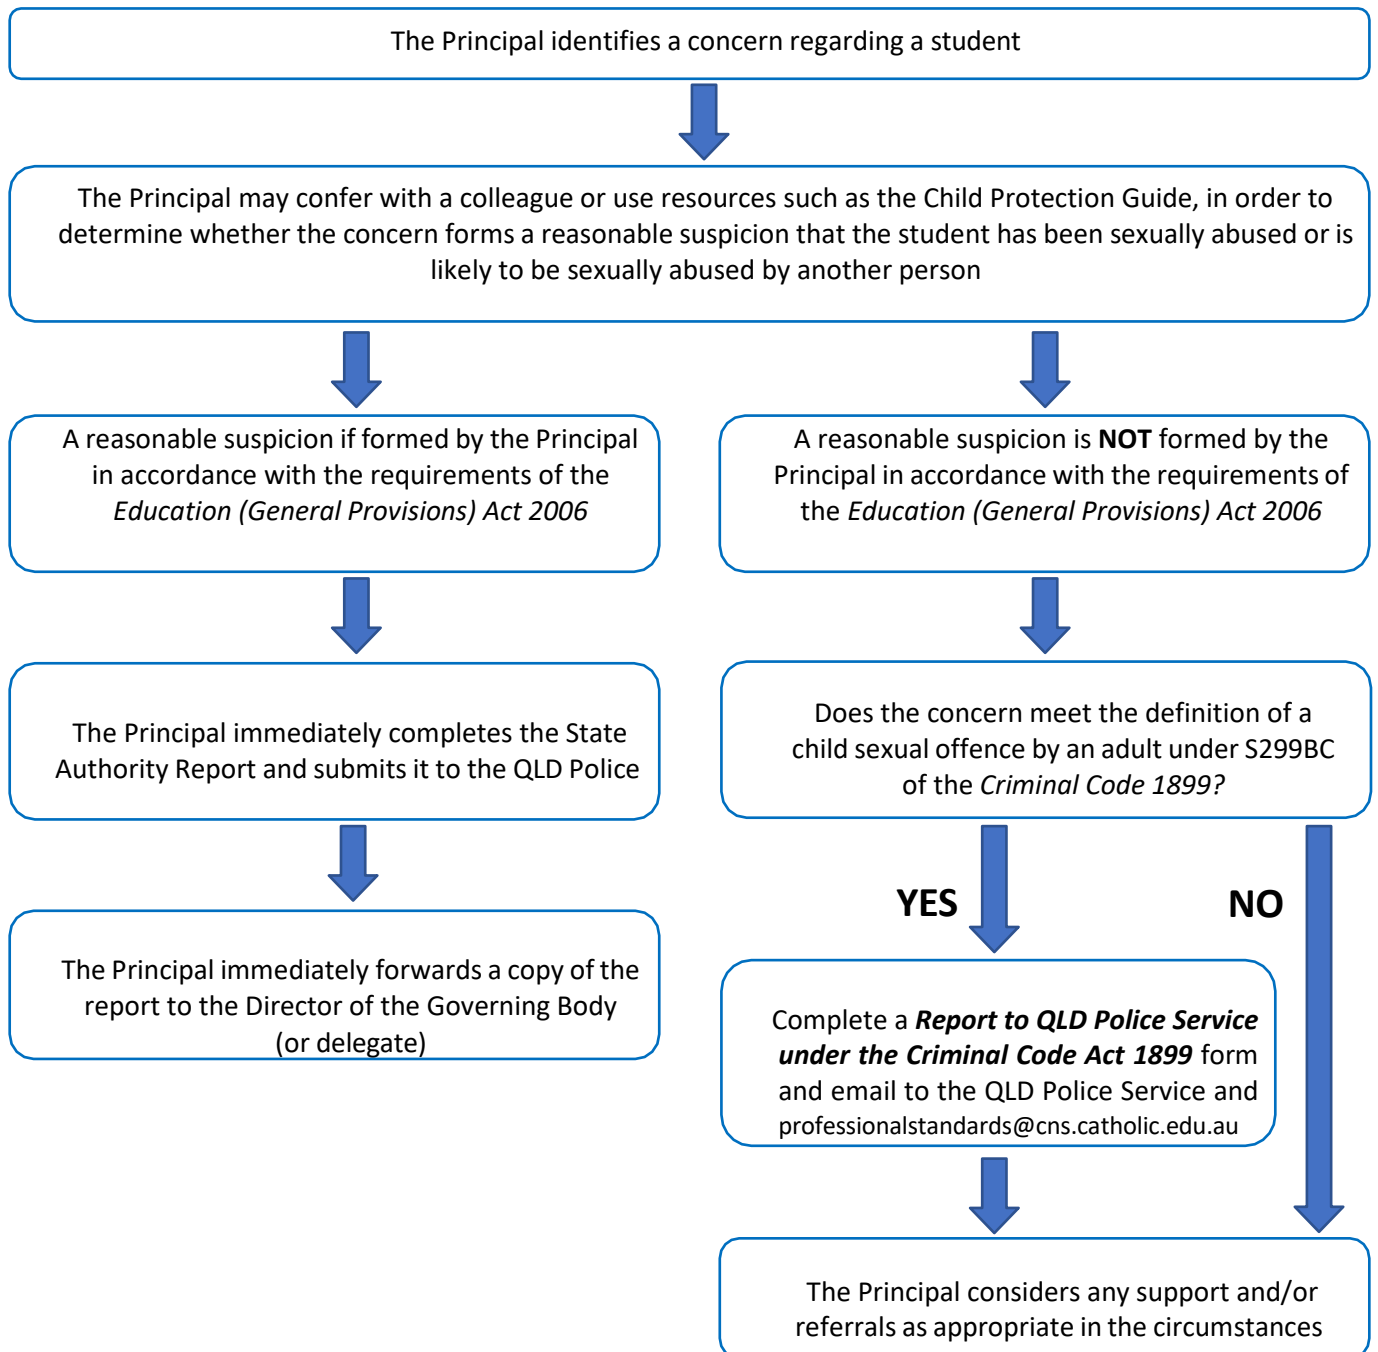 The Principal identifies a concern regarding a student
The Principal may confer with a colleague or use resources such as the Child Protection Guide, in order to
determine whether the concern forms a reasonable suspicion that the student has been sexually abused or is
likely to be sexually abused by another person
A reasonable suspicion if formed by the Principal
in accordance with the requirements of the
Education (General Provisions) Act 2006
A reasonable suspicion is NOT formed by the
Principal in accordance with the requirements of
the Education (General Provisions) Act 2006
The Principal immediately completes the State
Authority Report and submits it to the QLD Police
Does the concern meet the definition of a
child sexual offence by an adult under S299BC
of the Criminal Code 1899?
YES
NO
The Principal immediately forwards a copy of the
report to the Director of the Governing Body
(or delegate)
Complete a Report to QLD Police Service
under the Criminal Code Act 1899 form
and email to the QLD Police Service and
professionalstandards@cns.catholic.edu.au
The Principal considers any support and/or
referrals as appropriate in the circumstances